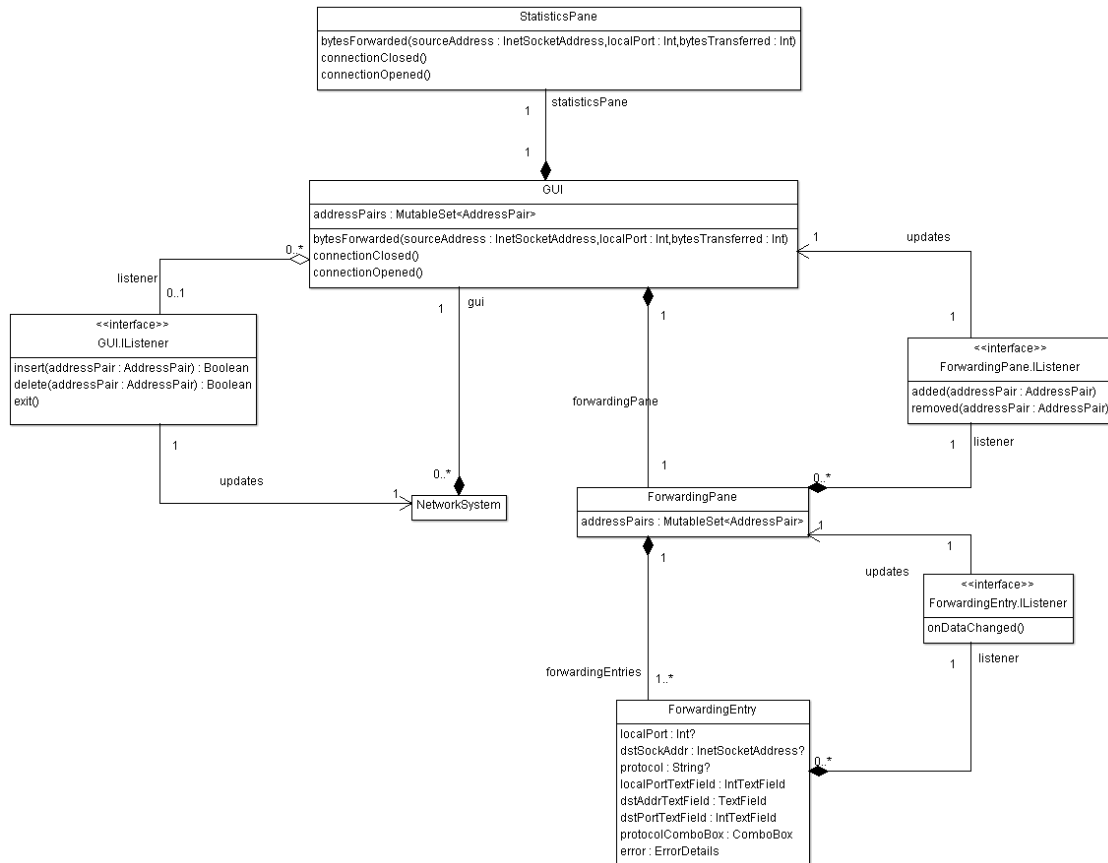 StatisticsPane
bytesForwarded(sourceAddress : InetSocketAddress,localPort : Int,bytesTransferred : Int)
connectionClosed()
connectionOpened()
statisticsPane
1
1
GUI
addressPairs : MutableSet<AddressPair>
bytesForwarded(sourceAddress : InetSocketAddress,localPort : Int,bytesTransferred : Int)
connectionClosed()
connectionOpened()
0..*
listener
0..1
1
updates
1
gui
1
<<interface>>
GUI.IListener
insert(addressPair : AddressPair) : Boolean
delete(addressPair : AddressPair) : Boolean
exit()
1
updates
1
0..*
NetworkSystem
1
forwardingPane
1
1
<<interface>>
ForwardingPane.IListener
added(addressPair : AddressPair)
removed(addressPair : AddressPair)
1
listener
0..*
ForwardingPane
addressPairs : MutableSet<AddressPair>
1
1
updates
1
<<interface>>
ForwardingEntry.IListener
onDataChanged()
1
listener
forwardingEntries
1..*
0..*
ForwardingEntry
localPort : Int?
dstSockAddr : InetSocketAddress?
protocol : String?
localPortTextField : IntTextField
dstAddrTextField : TextField
dstPortTextField : IntTextField
protocolComboBox : ComboBox
error : ErrorDetails